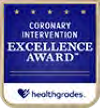 CORONARY
INTERVENTION
EXCELLENCE
AWARD™
healthgrades.